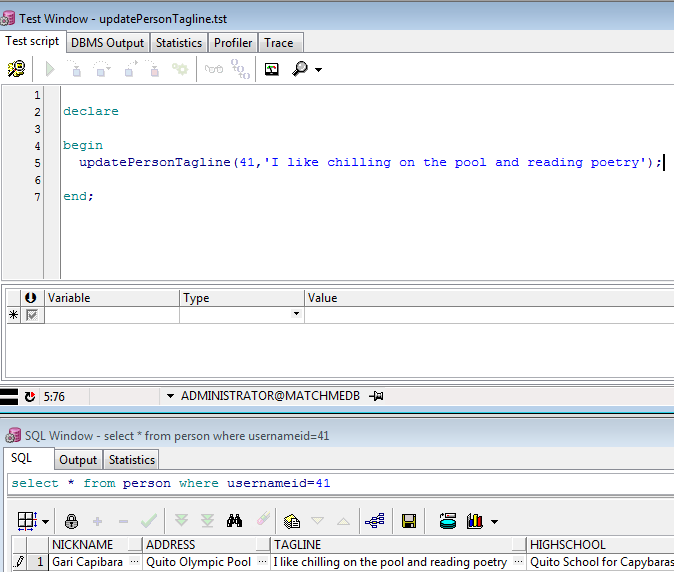 Test Window - updatePersonTagline.tst
Test script DBMS Output Statistics Profiler Trace
1
2 declare
3
4 begin
5 updatePersonTagline(41,'I like chilling on the pool and reading poetry');
6
7 end;
Variable Type Value
5:76 ADMINISTRATOR@MATCHMEDB
SQL Window - select * from person where usernameid=41
SQL Output Statistics
select * from person where usernameid=41
NICKNAME ADDRESS TAGLINE HIGHSCHOOL
1 Gari Capibara ··· Quito Olympic Pool ··· I like chilling on the pool and reading poetry ··· Quito School for Capybaras